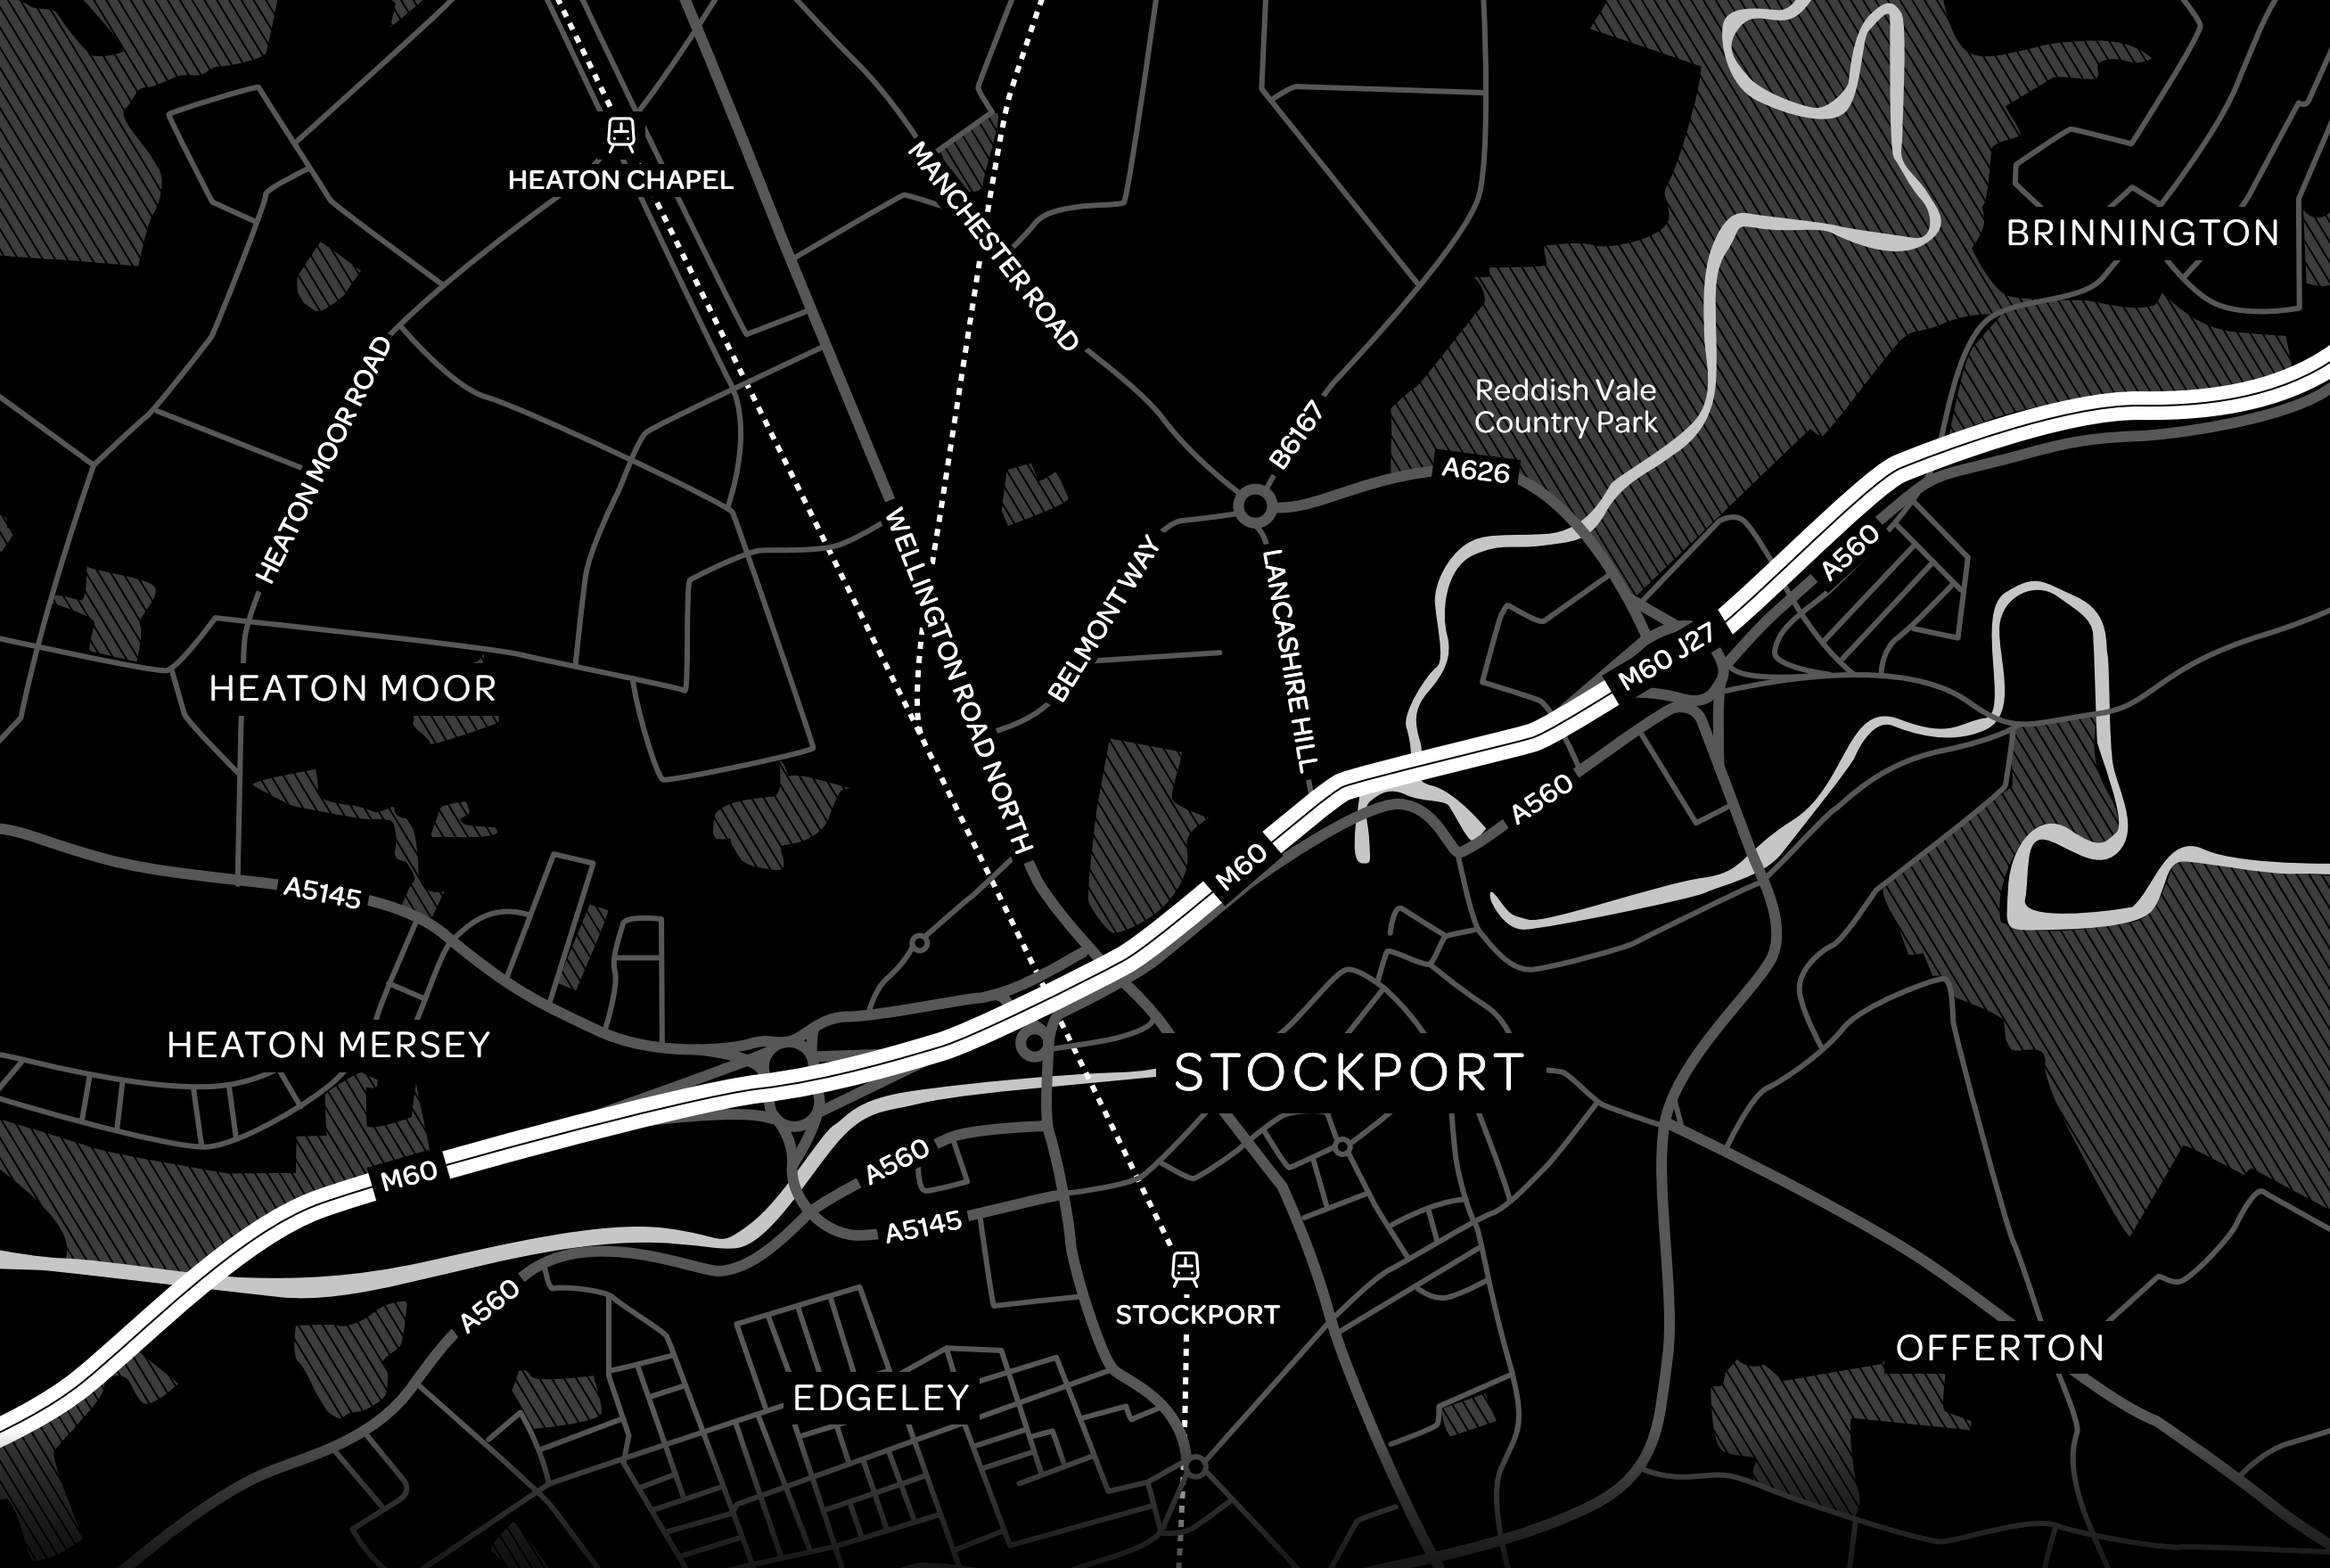 HEATON CHAPEL
MANCHESTER ROAD
BRINNINGTON
HEATON MOOR ROAD
Reddish Vale
Country Park
B6167
A626
WELLINGTON ROAD NORTH
BELMONT WAY
LANCASHIRE HILL
A560
M60 J27
HEATON MOOR
A560
M60
A5145
HEATON MERSEY
STOCKPORT
M60
A560
A5145
A560
STOCKPORT
OFFERTON
EDGELEY